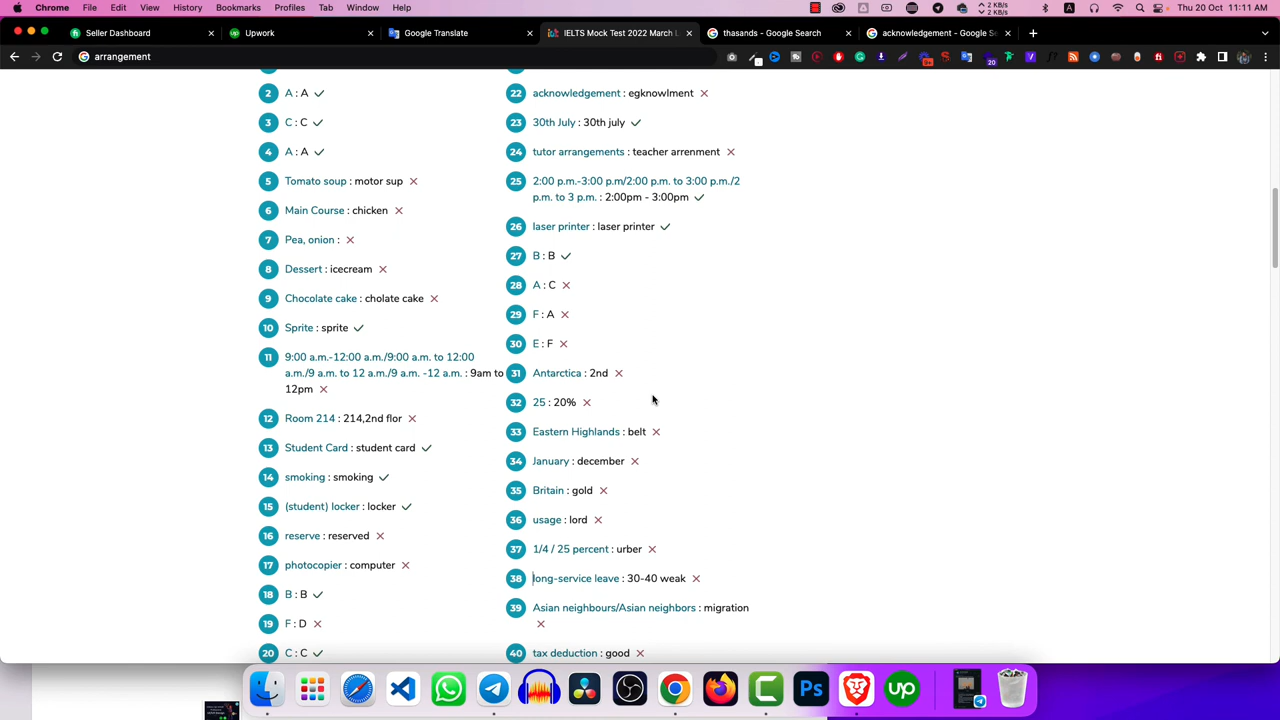 Chrome File Edit View History Bookmarks Profiles Tab Window Help
2 KB/s
2 KB/s
A
Thu 20 Oct 11:11 AM
Seller Dashboard
Upwork
Google Translate
IELTS Mock Test 2022 March L
thasands - Google Search
acknowledgement - Google Se
arrangement
2 A : A
3 C : C
4 A : A
5 Tomato soup : motor sup
6 Main Course : chicken
7 Pea, onion :
8 Dessert : icecream
9 Chocolate cake : cholate cake
10 Sprite : sprite
11 9:00 a.m.-12:00 a.m./9:00 a.m. to 12:00
a.m./9 a.m. to 12 a.m./9 a.m. -12 a.m. : 9am to
12pm
12 Room 214 : 214,2nd flor
13 Student Card : student card
14 smoking : smoking
15 (student) locker : locker
16 reserve : reserved
17 photocopier : computer
18 B : B
19 F : D
20 C : C
22 acknowledgement : egknowlment
23 30th July : 30th july
24 tutor arrangements : teacher arrenment
25 2:00 p.m.-3:00 p.m/2:00 p.m. to 3:00 p.m./2
p.m. to 3 p.m. : 2:00pm - 3:00pm
26 laser printer : laser printer
27 B : B
28 A : C
29 F : A
30 E : F
31 Antarctica : 2nd
32 25 : 20%
33 Eastern Highlands : belt
34 January : december
35 Britain : gold
36 usage : lord
37 1/4 / 25 percent : urber
38 long-service leave : 30-40 weak
39 Asian neighbours/Asian neighbors : migration
40 tax deduction : good
Ps
up